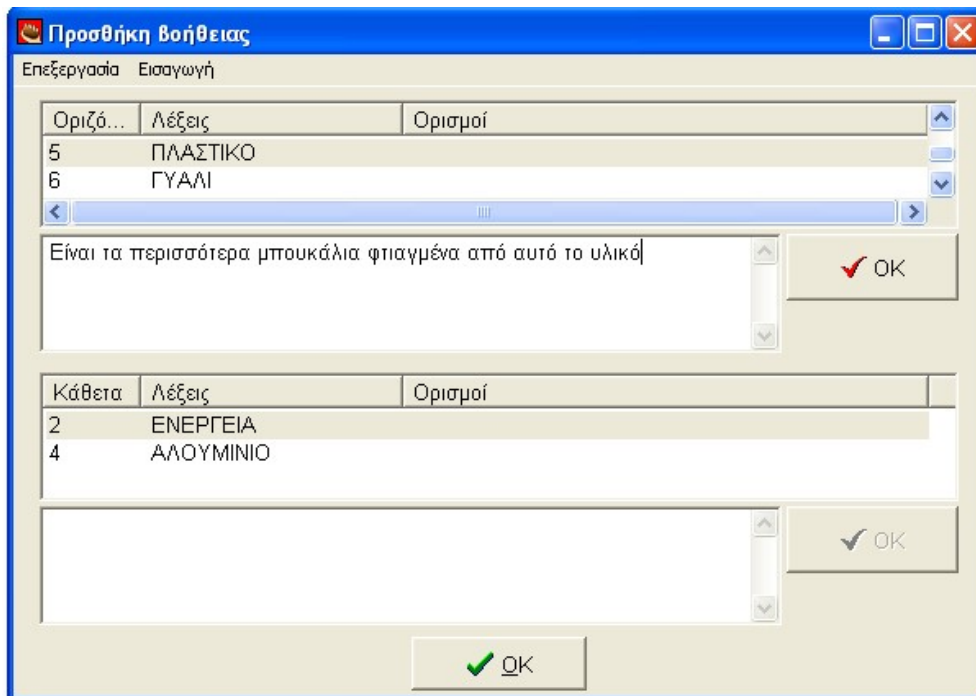 Προσθήκη βοήθειας
Επεξεργασία Εισαγωγή
Οριζό... Λέξεις Ορισμοί
5 ΠΛΑΣΤΙΚΟ
6 ΓΥΑΛΙ
Είναι τα περισσότερα μπουκάλια φτιαγμένα από αυτό το υλικό
OK
Κάθετα Λέξεις Ορισμοί
2 ΕΝΕΡΓΕΙΑ
4 ΑΛΟΥΜΙΝΙΟ
OK
OK